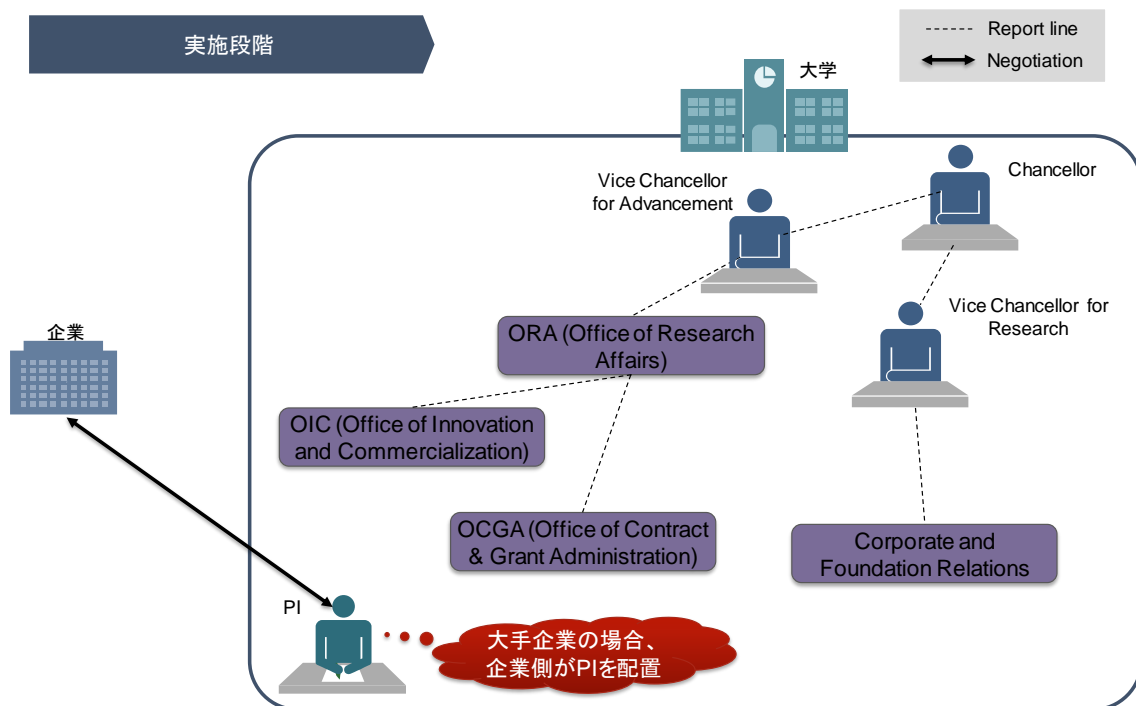 実施段階
Report line
Negotiation
大学
Chancellor
Vice Chancellor
for Advancement
Vice Chancellor for
Research
企業
ORA (Office of Research
Affairs)
OIC (Office of Innovation
and Commercialization)
OCGA (Office of Contract
& Grant Administration)
Corporate and
Foundation Relations
PI
大手企業の場合、
企業側がPIを配置